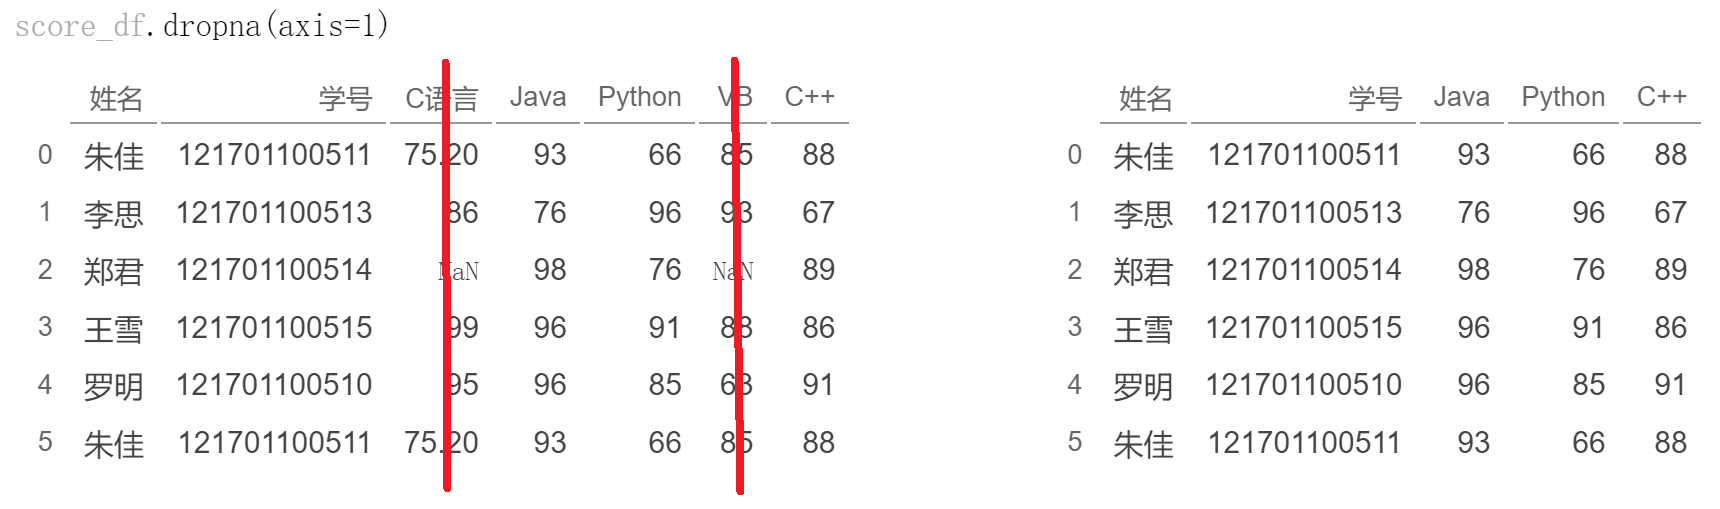 score_df.dropna(axis=1)
姓名 学号 C语言 Java Python VB C++
0 朱佳 121701100511 75.20 93 66 85 88
1 李思 121701100513 86 76 96 93 67
2 郑君 121701100514 NaN 98 76 NaN 89
3 王雪 121701100515 99 96 91 88 86
4 罗明 121701100510 95 96 85 63 91
5 朱佳 121701100511 75.20 93 66 85 88
姓名 学号 Java Python C++
0 朱佳 121701100511 93 66 88
1 李思 121701100513 76 96 67
2 郑君 121701100514 98 76 89
3 王雪 121701100515 96 91 86
4 罗明 121701100510 96 85 91
5 朱佳 121701100511 93 66 88